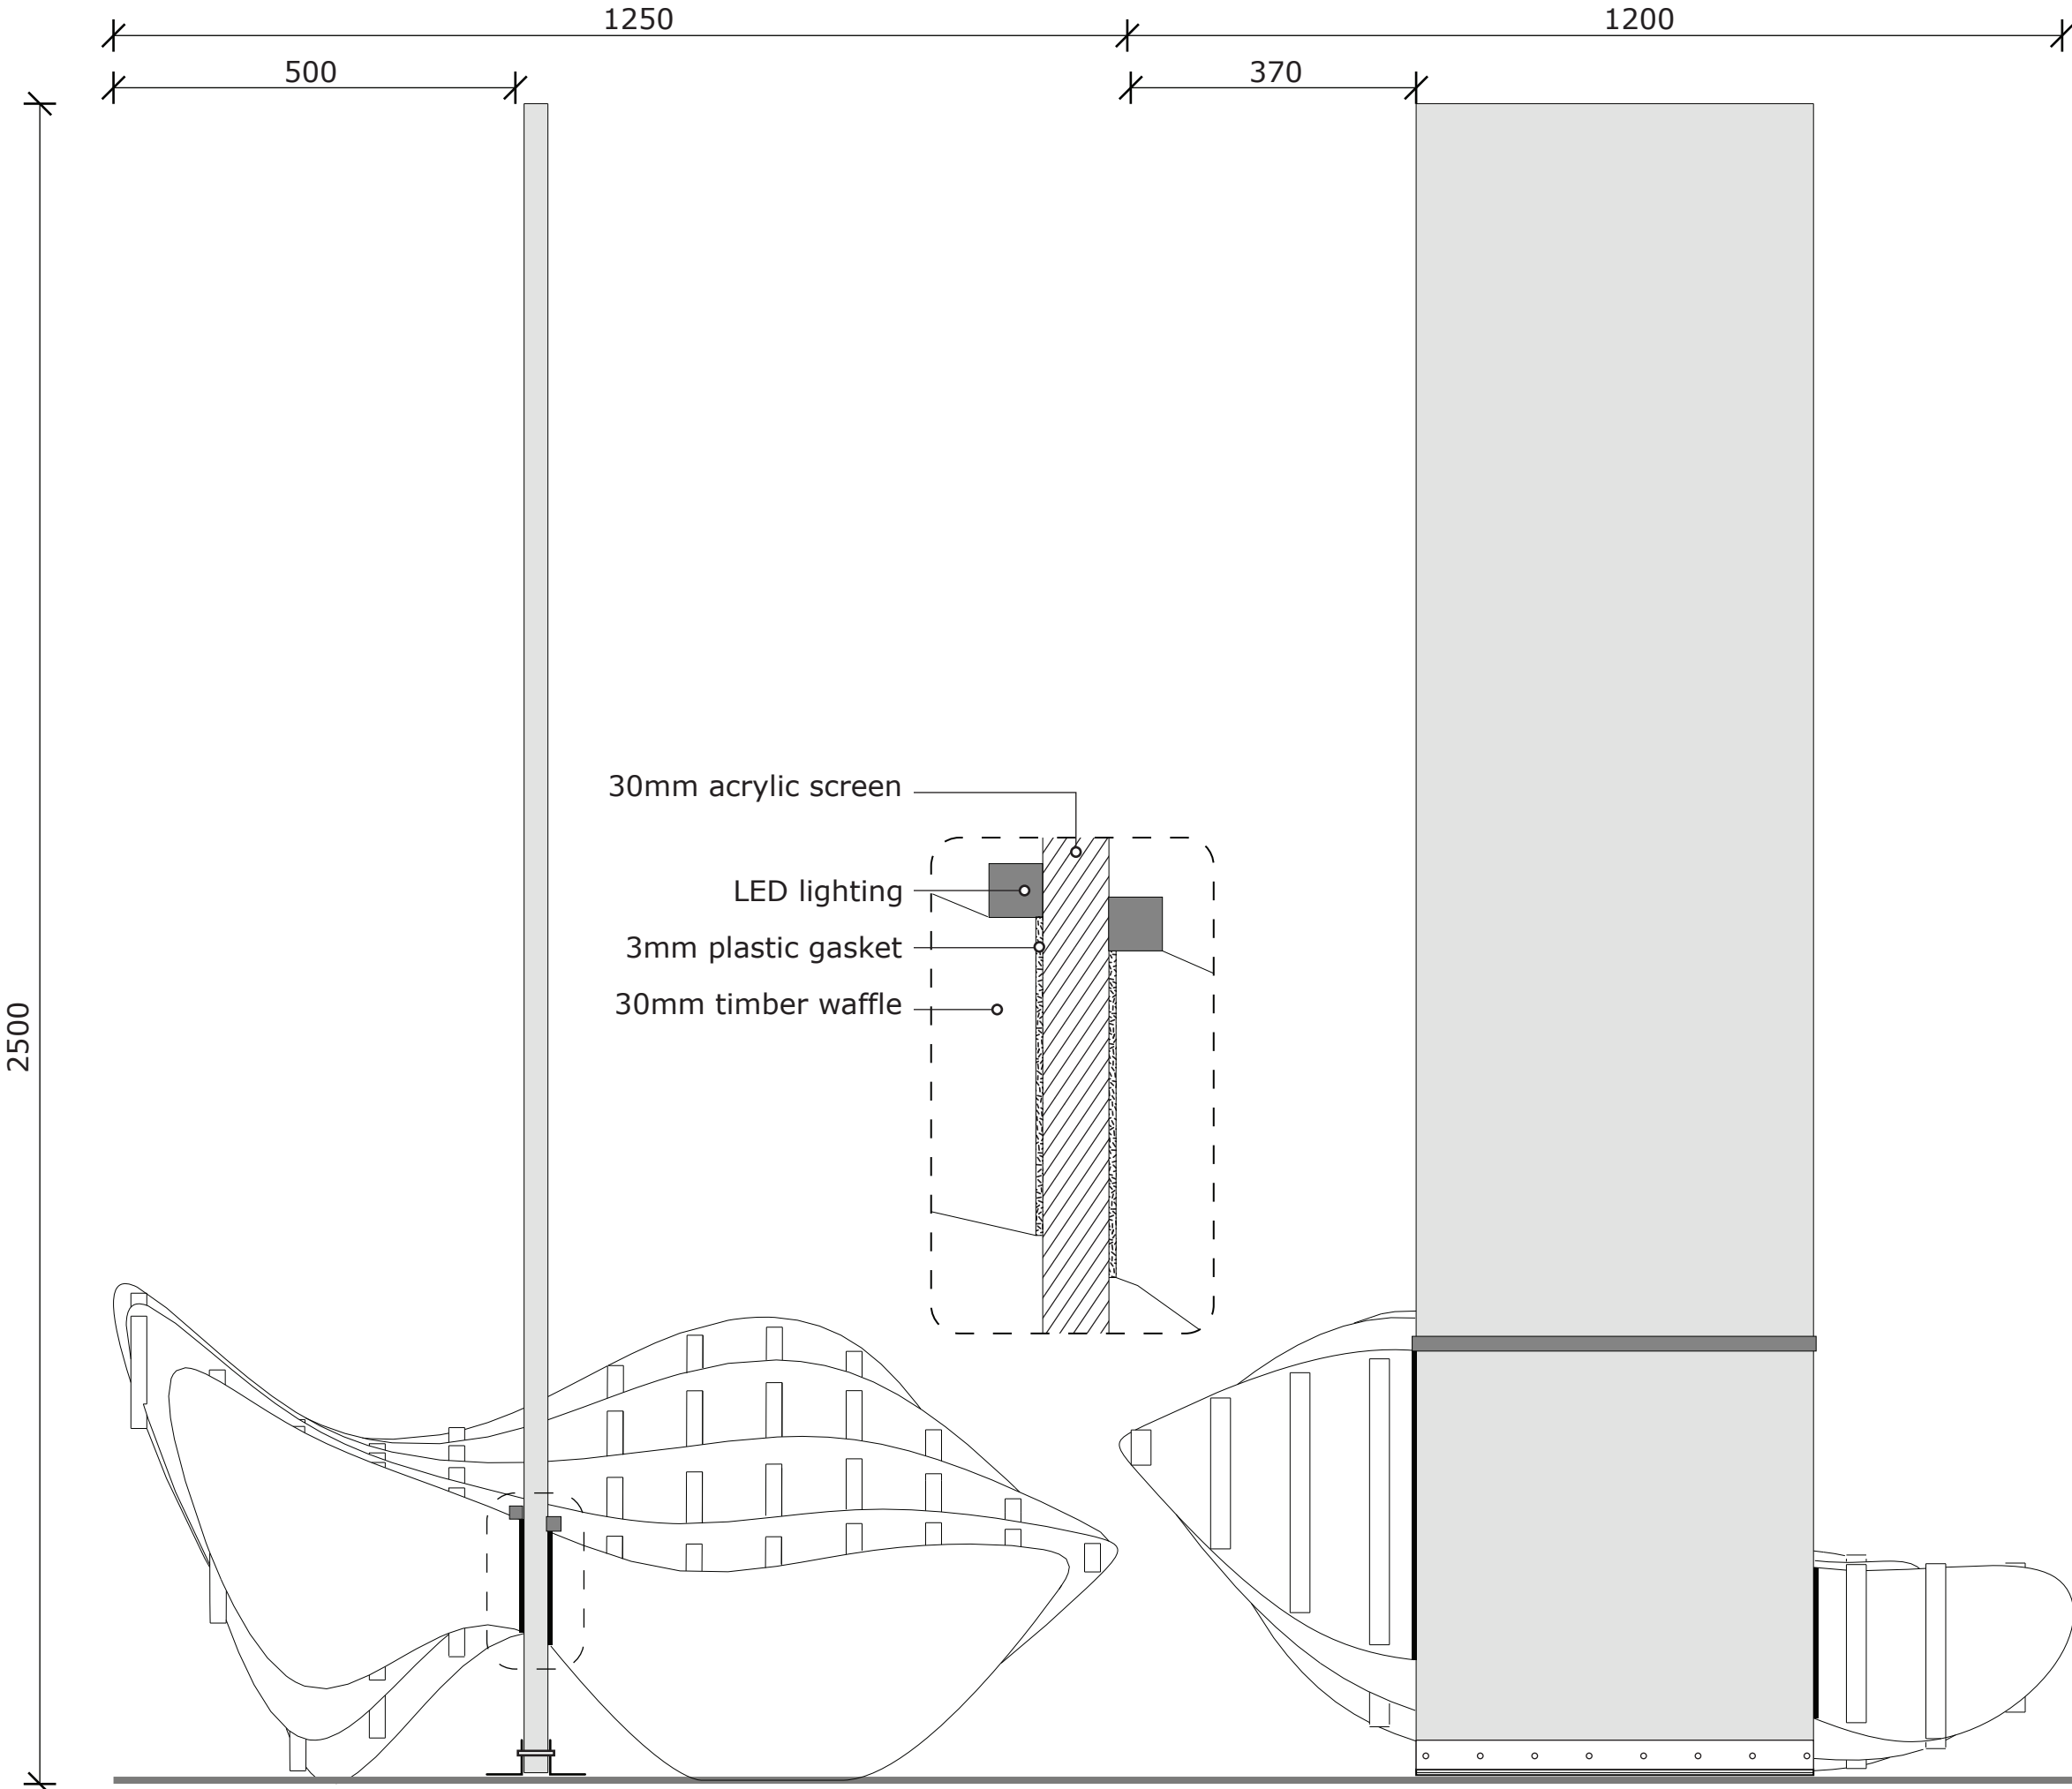 1250
1200
500
370
30mm acrylic screen
LED lighting
3mm plastic gasket
30mm timber waffle
2500